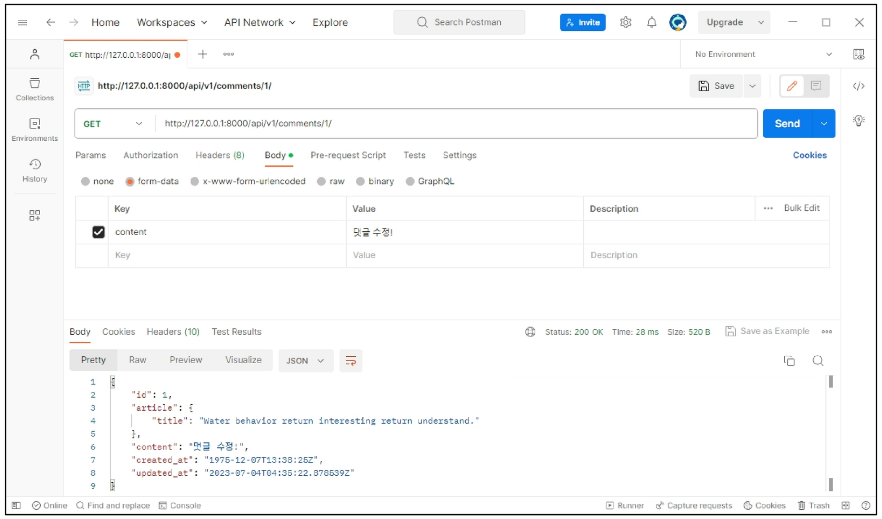 Home Workspaces API Network Explore Search Postman Invite Upgrade
GET http://127.0.0.1:8000/ap No Environment
Collections
Environments
History
HTTP http://127.0.0.1:8000/api/v1/comments/1/ Save
GET http://127.0.0.1:8000/api/v1/comments/1/ Send
Params Authorization Headers (8) Body Pre-request Script Tests Settings Cookies
none form-data x-www-form-urlencoded raw binary GraphQL
Key Value Description Bulk Edit
content 댓글 수정!
Key Value Description
Body Cookies Headers (10) Test Results Status: 200 OK Time: 28 ms Size: 520 B Save as Example
Pretty Raw Preview Visualize JSON
1 {
2 "id": 1,
3 "article": {
4 "title": "Water behavior return interesting return understand."
5 },
6 "content": "댓글 수정!",
7 "created_at": "1975-12-07T13:38:25Z",
8 "updated_at": "2023-07-04T04:35:22.878539Z"
9 }
Online Find and replace Console Runner Capture requests Cookies Trash